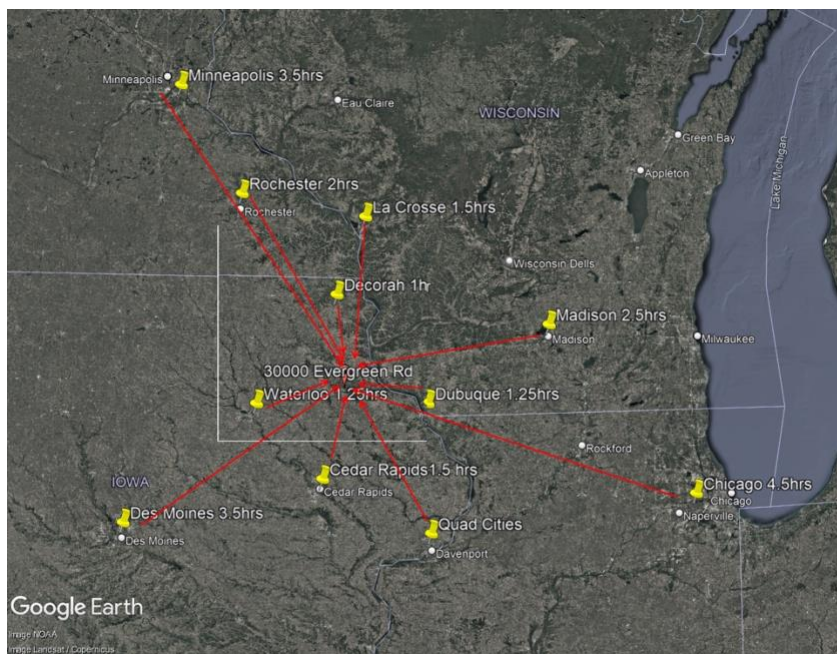 Minneapolis
Minneapolis 3.5hrs
Eau Claire
WISCONSIN
Green Bay
Appleton
Lake Michigan
Rochester 2hrs
Rochester
La Crosse 1.5hrs
Wisconsin Dells
Decorah 1h
Madison 2.5hrs
Madison
Milwaukee
30000 Evergreen Rd
Waterloo 1.25hrs
Dubuque 1.25hrs
Rockford
Cedar Rapids1.5 hrs
Cedar Rapids
IOWA
Chicago 4.5hrs
Chicago
Naperville
Des Moines 3.5hrs
Des Moines
Quad Cities
Davenport
Google Earth
Image NOAA
Image Landsat / Copernicus